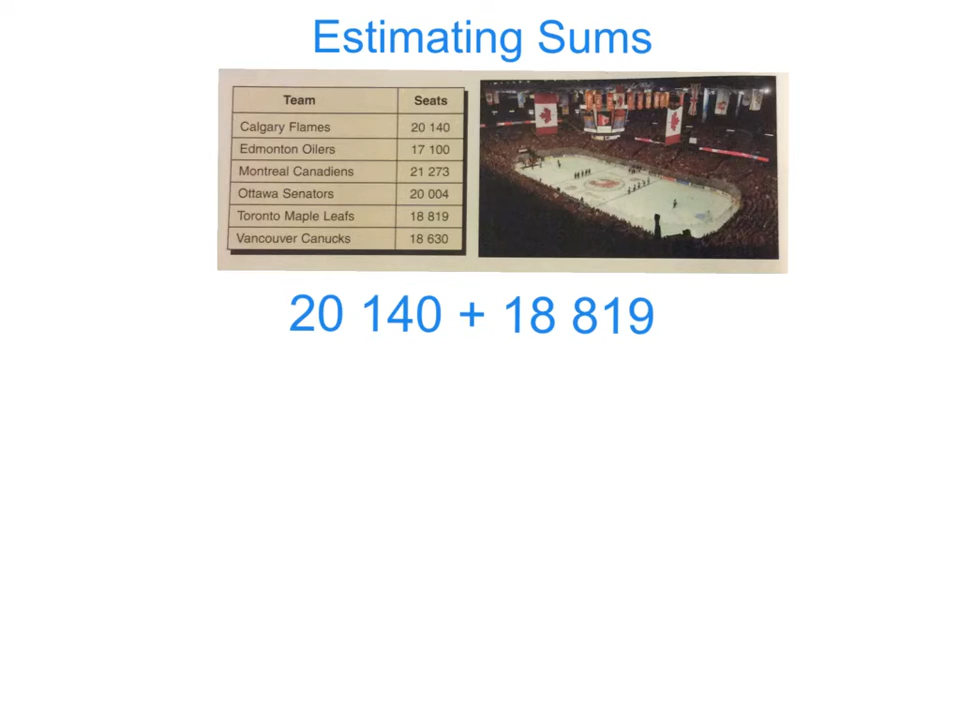 Estimating Sums
Team Seats
Calgary Flames 20 140
Edmonton Oilers 17 100
Montreal Canadiens 21 273
Ottawa Senators 20 004
Toronto Maple Leafs 18 819
Vancouver Canucks 18 630
20 140 + 18 819